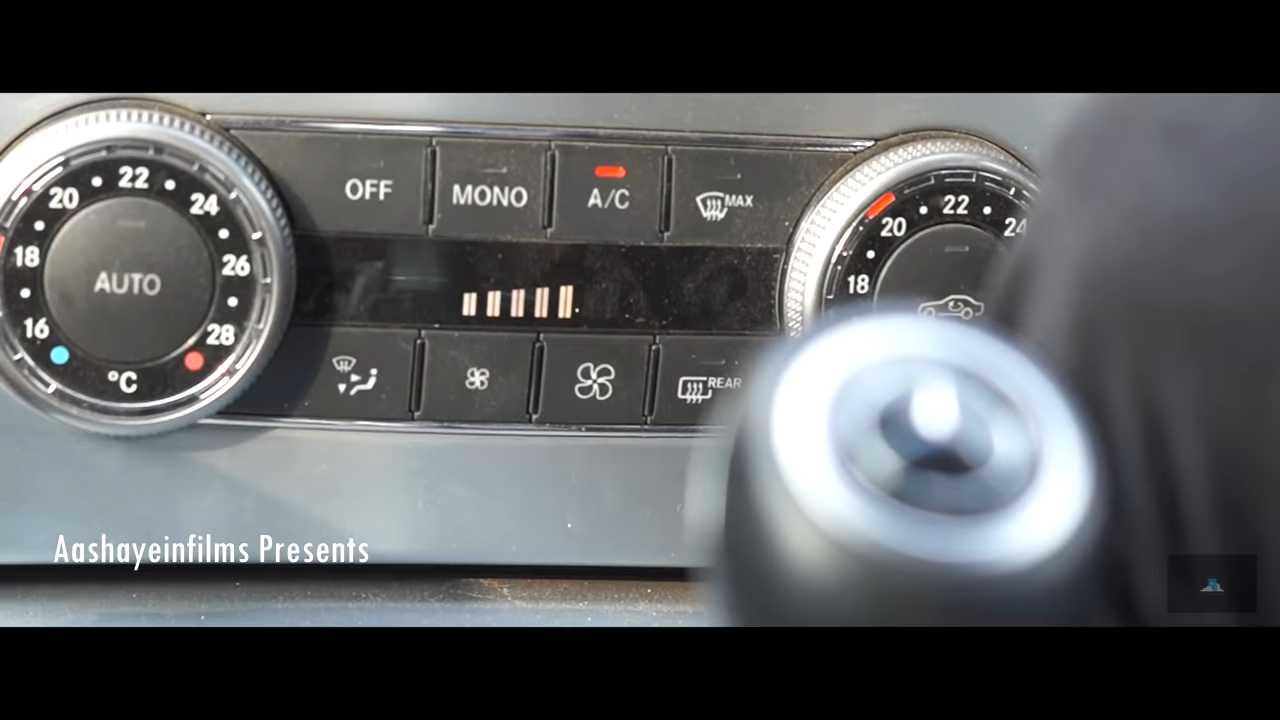 22
20
24
18
AUTO
26
16
28
°C
OFF
MONO
A/C
MAX
REAR
22
20
24
18
Aashayeinfilms Presents